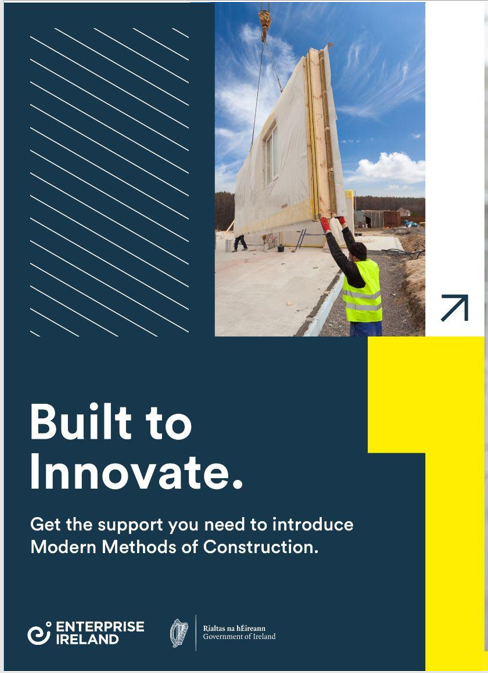 Built to
Innovate.
Get the support you need to introduce
Modern Methods of Construction.
ENTERPRISE
IRELAND
Rialtas na hÉireann
Government of Ireland